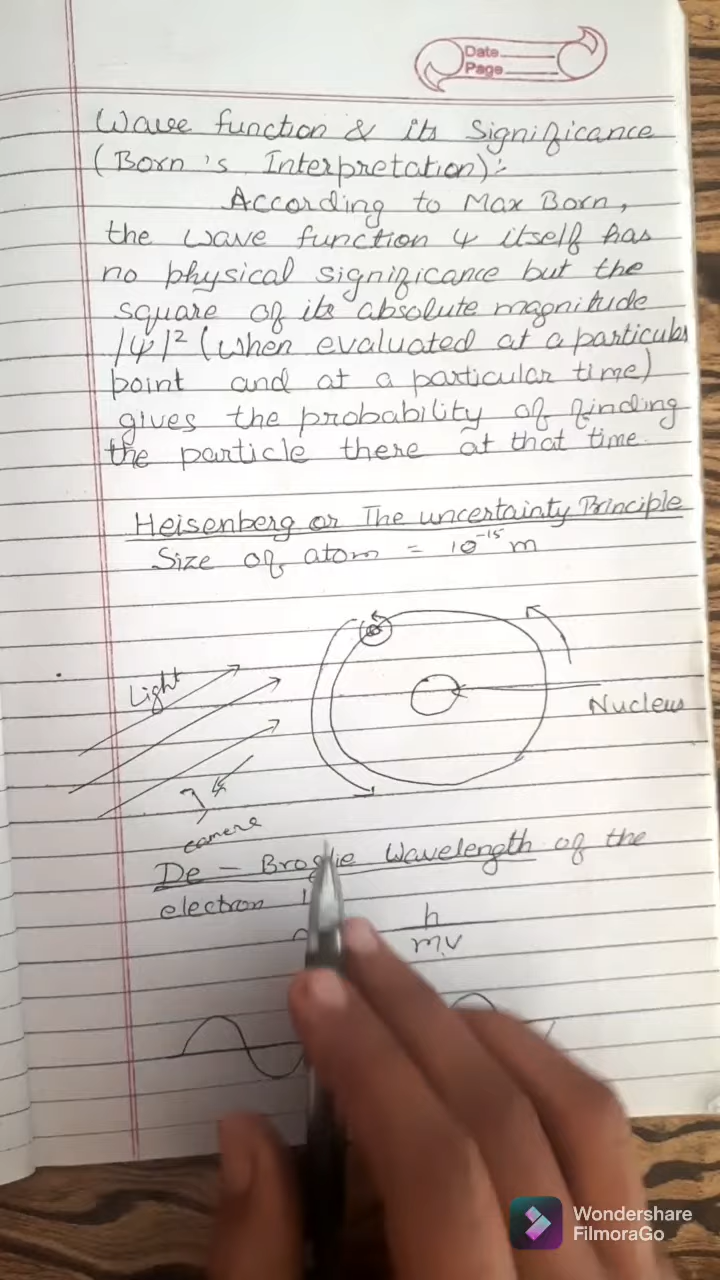 Date
Page
Wave function & its Significance
(Born's Interpretation):-
According to Max Born,
the wave function ψ itself has
no physical significance but the
square of its absolute magnitude
|ψ|² (when evaluated at a particular
point and at a particular time)
gives the probability of finding
the particle there at that time.
Heisenberg or The uncertainty Principle
Size of atom = 10⁻¹⁵ m
Light
Nucleus
camera
De - Broglie Wavelength of the
electron
h
mv
Wondershare
FilmoraGo